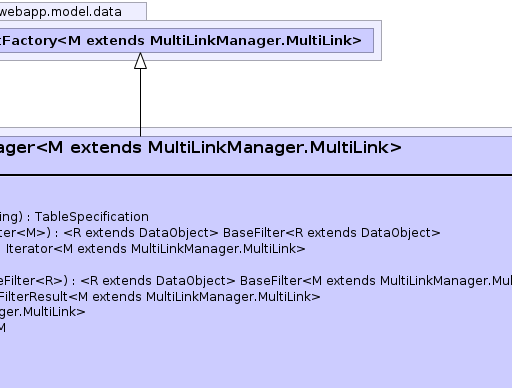 webapp.model.data
tFactory<M extends MultiLinkManager.MultiLink>
ager<M extends MultiLinkManager.MultiLink>
ing) : TableSpecification
ter<M>) : <R extends DataObject> BaseFilter<R extends DataObject>
Iterator<M extends MultiLinkManager.MultiLink>
eFilter<R>) : <R extends DataObject> BaseFilter<M extends MultiLinkManager.Mul
FilterResult<M extends MultiLinkManager.MultiLink>
ger.MultiLink>
M